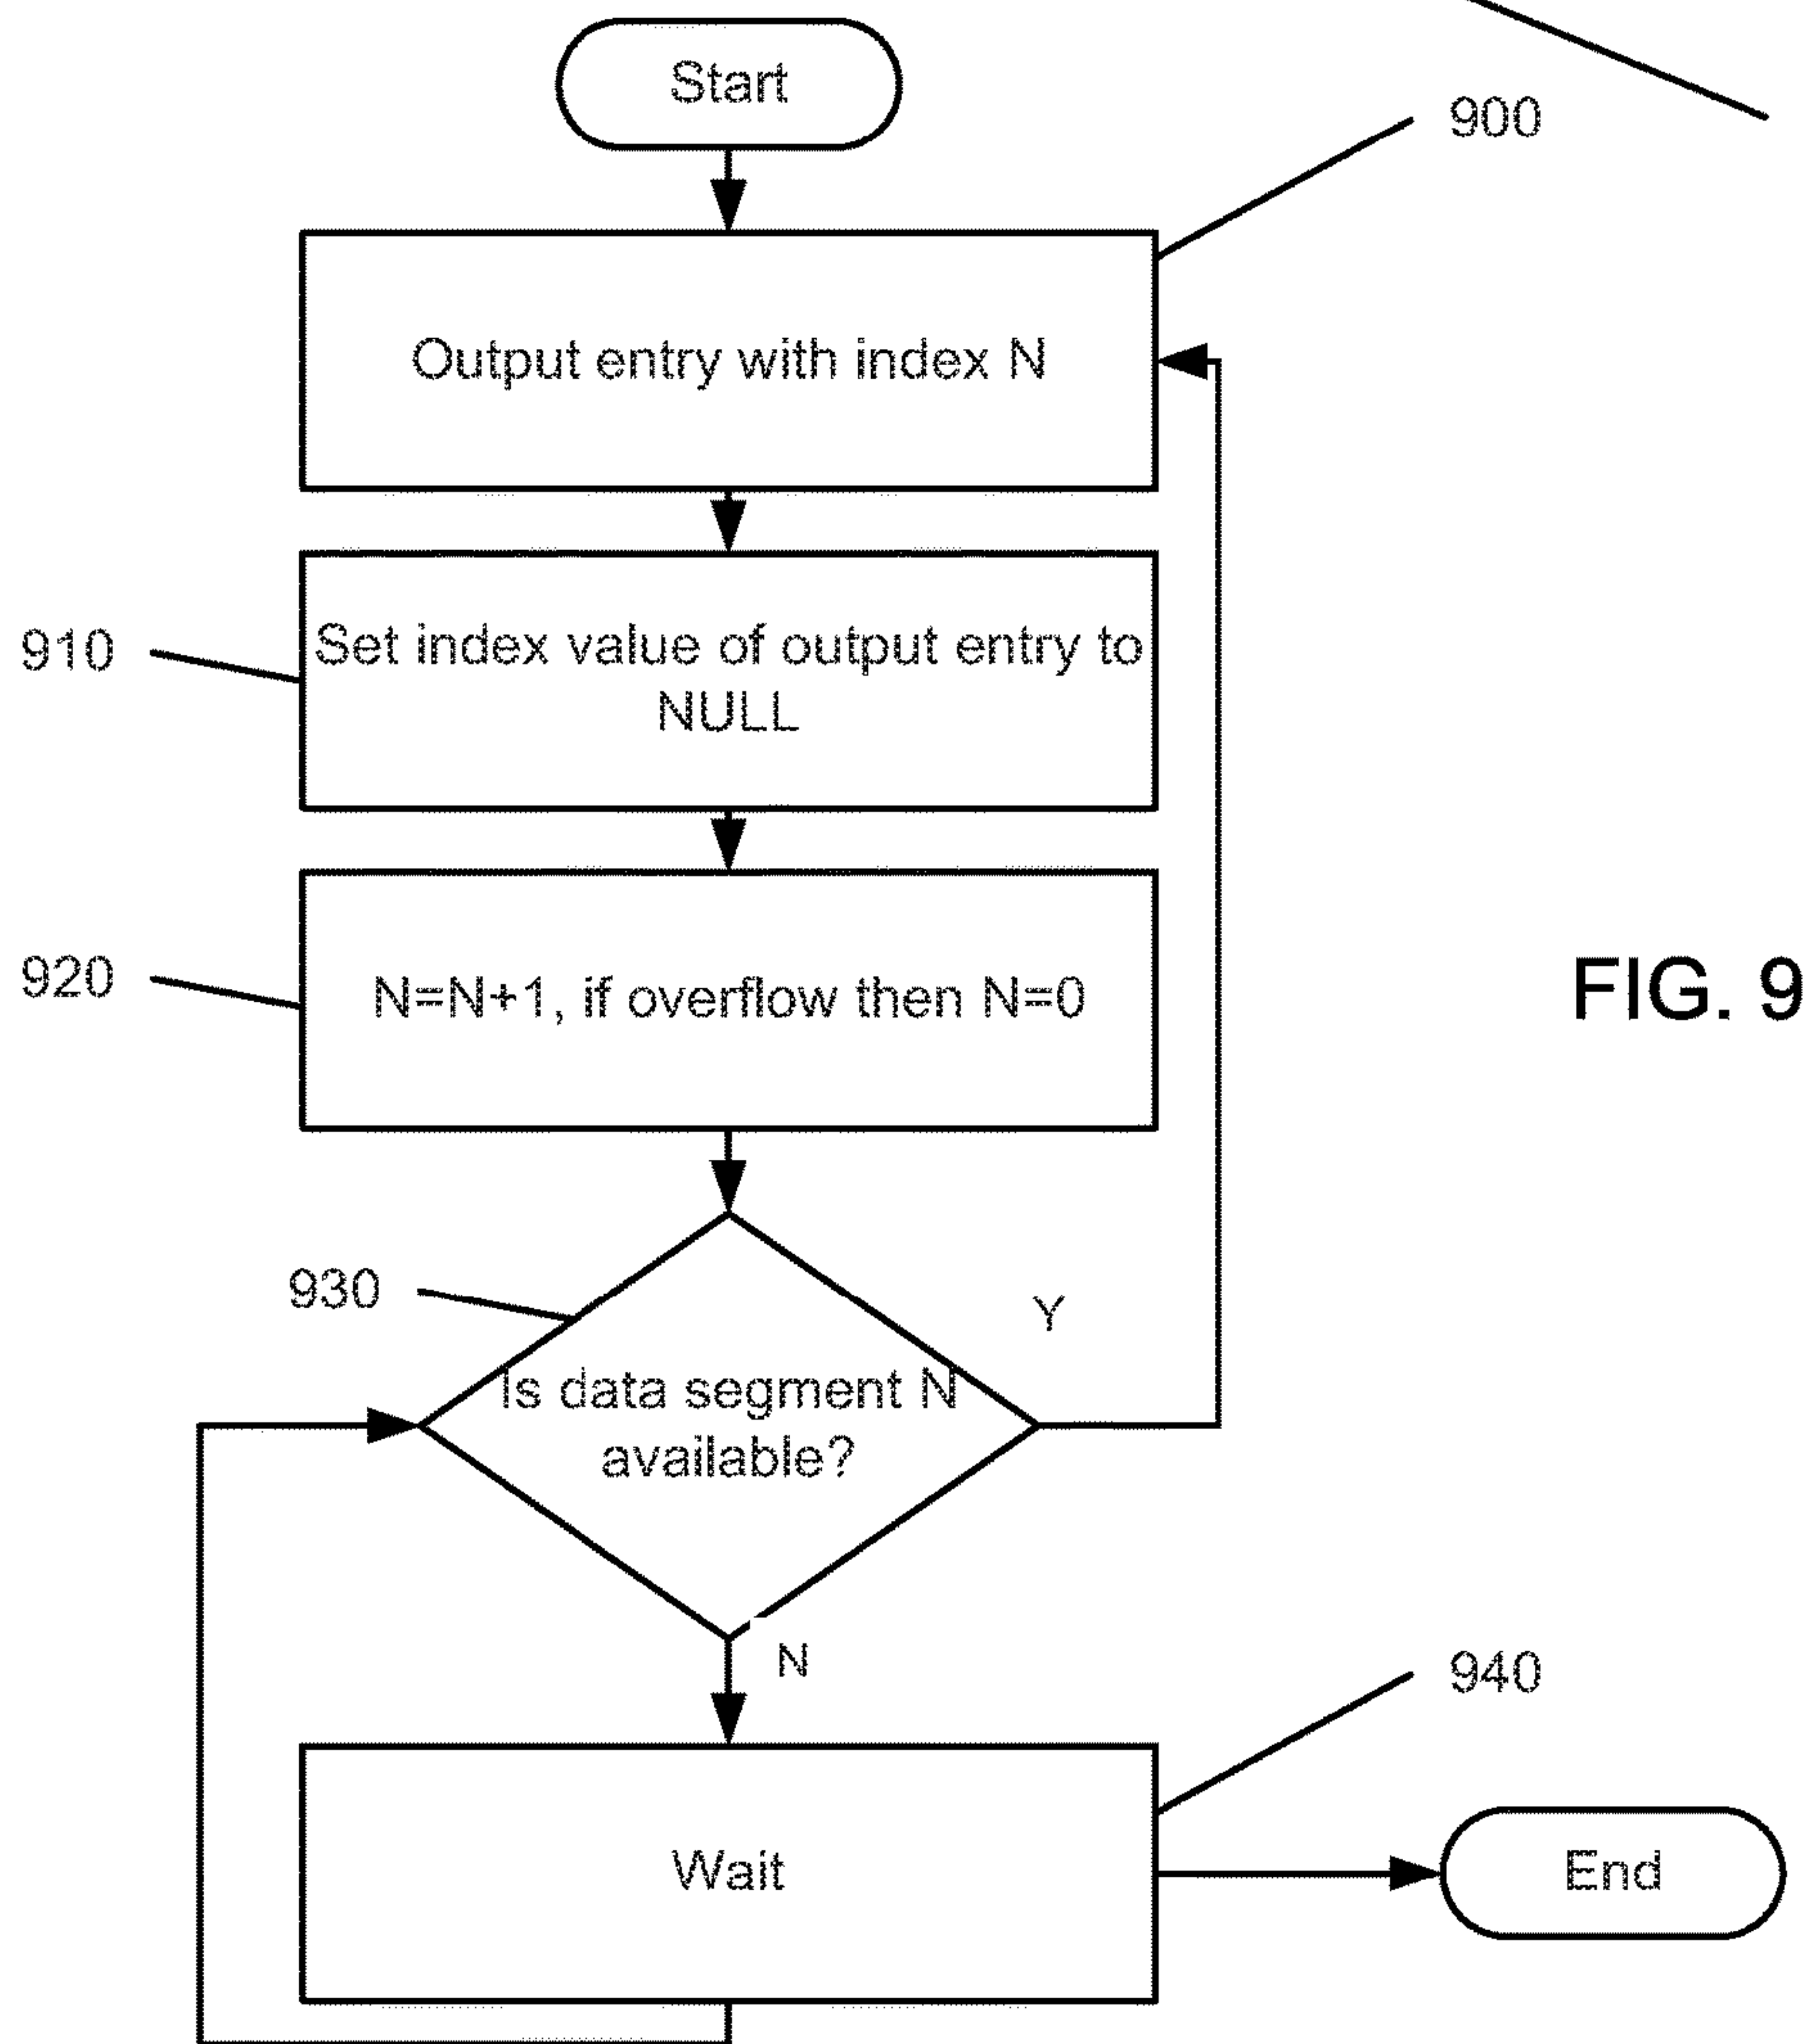 Start
900
Output entry with index N
910
Set index value of output entry to
NULL
920
N=N+1, if overflow then N=0
FIG. 9
930
Y
Is data segment N
available?
N
940
Wait
End